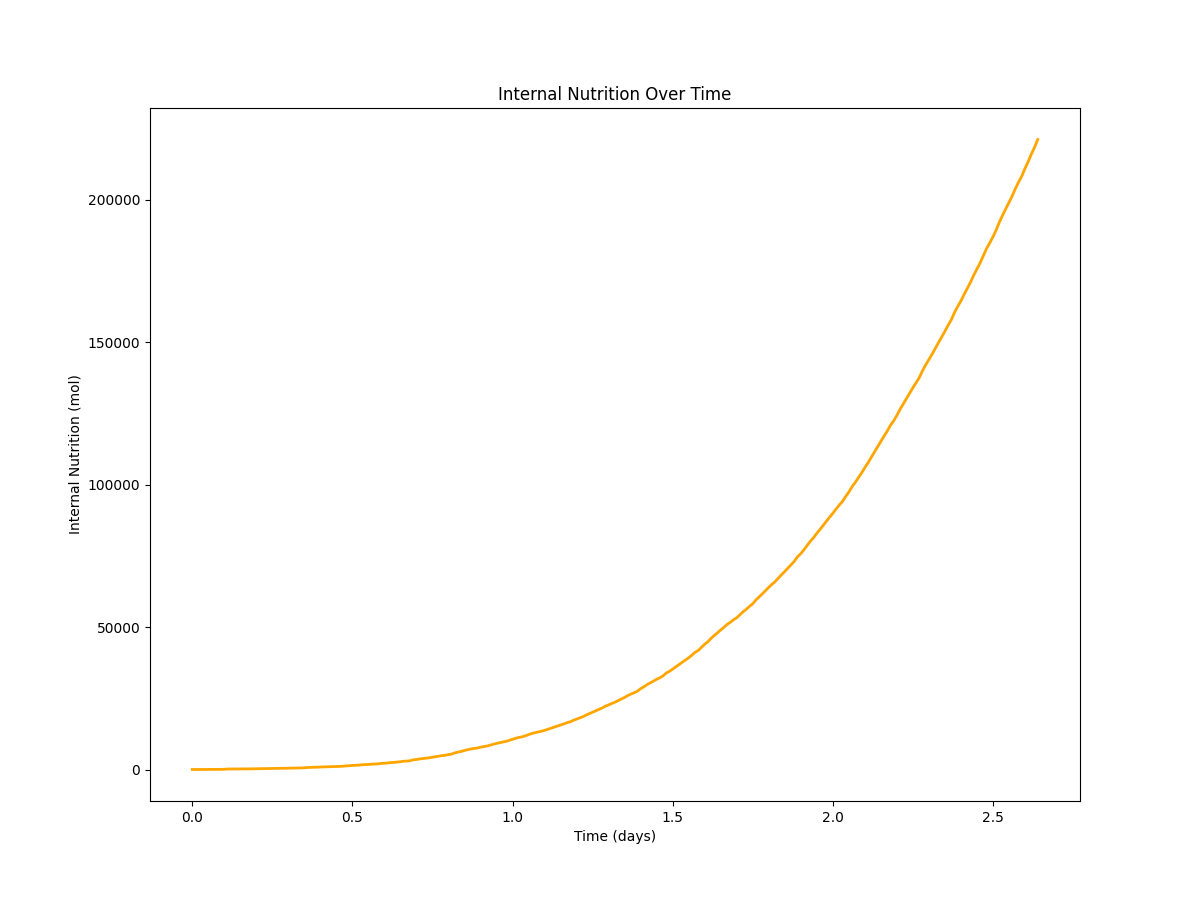 Internal Nutrition Over Time
200000
150000
100000
50000
0
Internal Nutrition (mol)
0.0 0.5 1.0 1.5 2.0 2.5
Time (days)